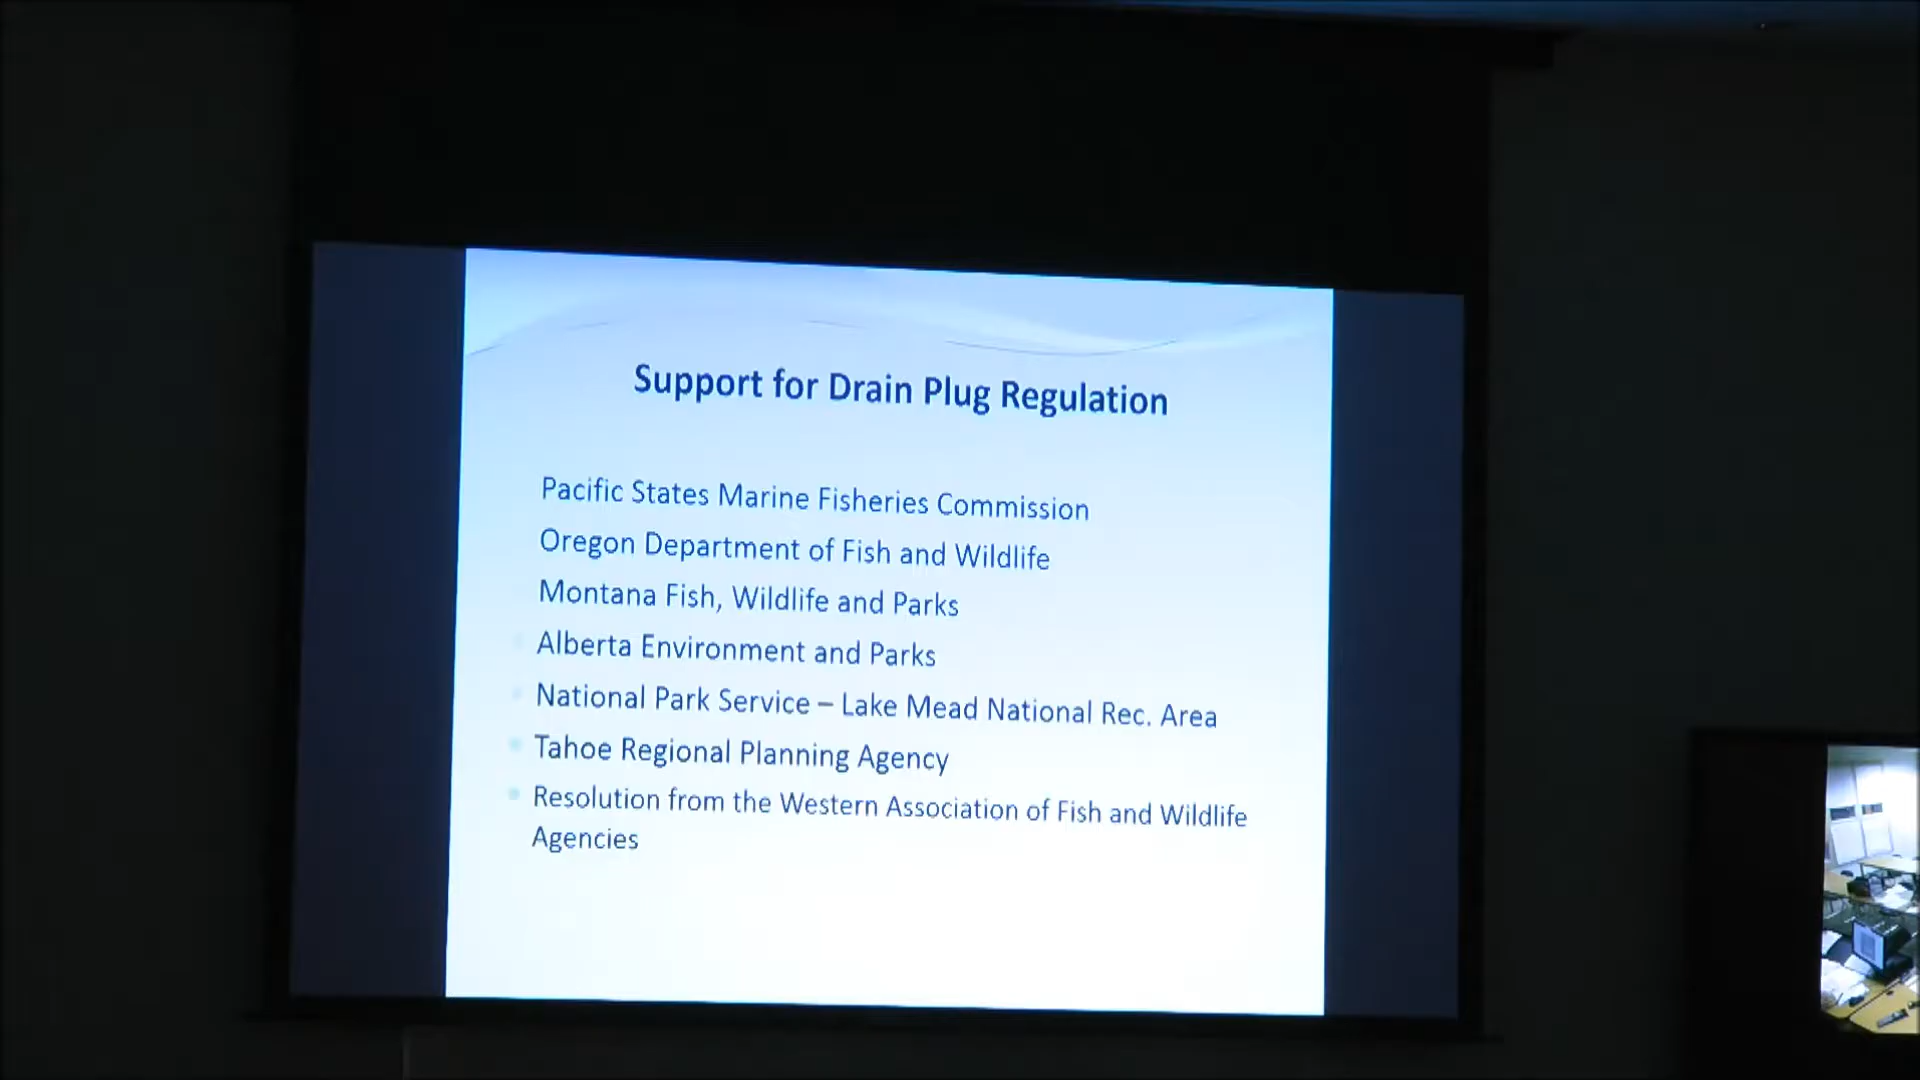 Support for Drain Plug Regulation
Pacific States Marine Fisheries Commission
Oregon Department of Fish and Wildlife
Montana Fish, Wildlife and Parks
Alberta Environment and Parks
National Park Service – Lake Mead National Rec. Area
Tahoe Regional Planning Agency
Resolution from the Western Association of Fish and Wildlife
Agencies